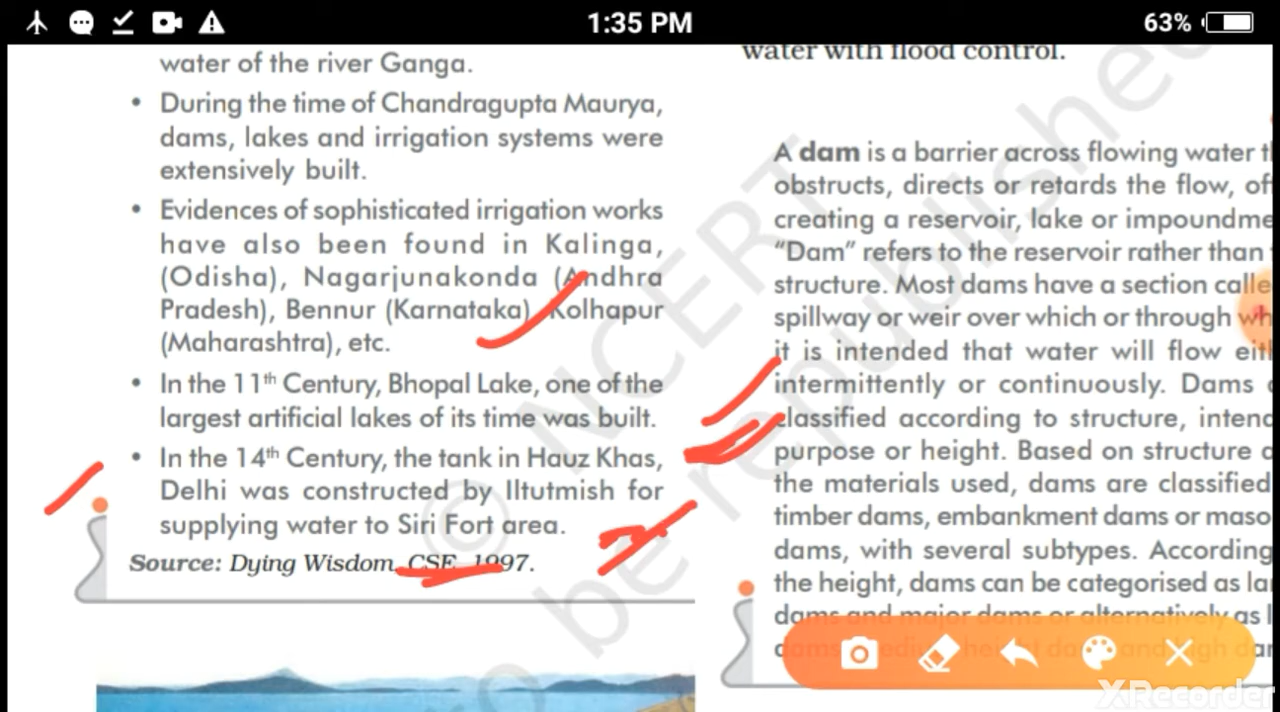 1:35 PM
63%
water of the river Ganga.
• During the time of Chandragupta Maurya,
dams, lakes and irrigation systems were
extensively built.
• Evidences of sophisticated irrigation works
have also been found in Kalinga,
(Odisha), Nagarjunakonda (Andhra
Pradesh), Bennur (Karnataka), Kolhapur
(Maharashtra), etc.
• In the 11th Century, Bhopal Lake, one of the
largest artificial lakes of its time was built.
• In the 14th Century, the tank in Hauz Khas,
Delhi was constructed by Iltutmish for
supplying water to Siri Fort area.
Source: Dying Wisdom, CSE, 1997.
water with flood control.
A dam is a barrier across flowing water
obstructs, directs or retards the flow,
creating a reservoir, lake or
"Dam" refers to the reservoir rather than
structure. Most dams have a section
spillway or weir over which or through
it is intended that water will flow
intermittently or continuously. Dams
classified according to structure,
purpose or height. Based on structure
the materials used, dams are classified
timber dams, embankment dams or
dams, with several subtypes. According
the height, dams can be categorised as
dams and major dams or alternatively as
© NCERT
be republished
XRecorder